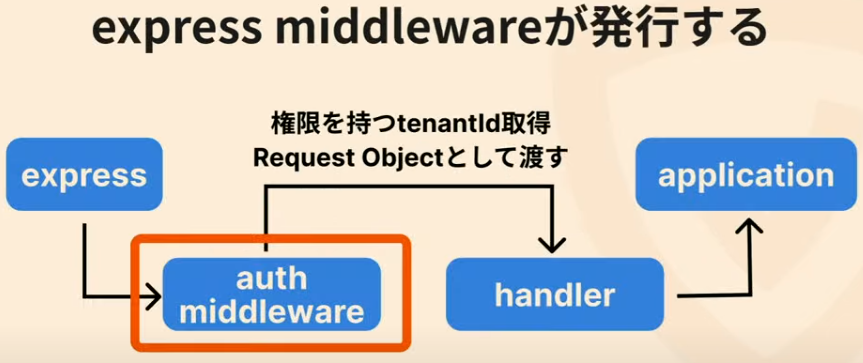 express middlewareが発行する
権限を持つtenantId取得
Request Objectとして渡す
express
application
auth
middleware
handler